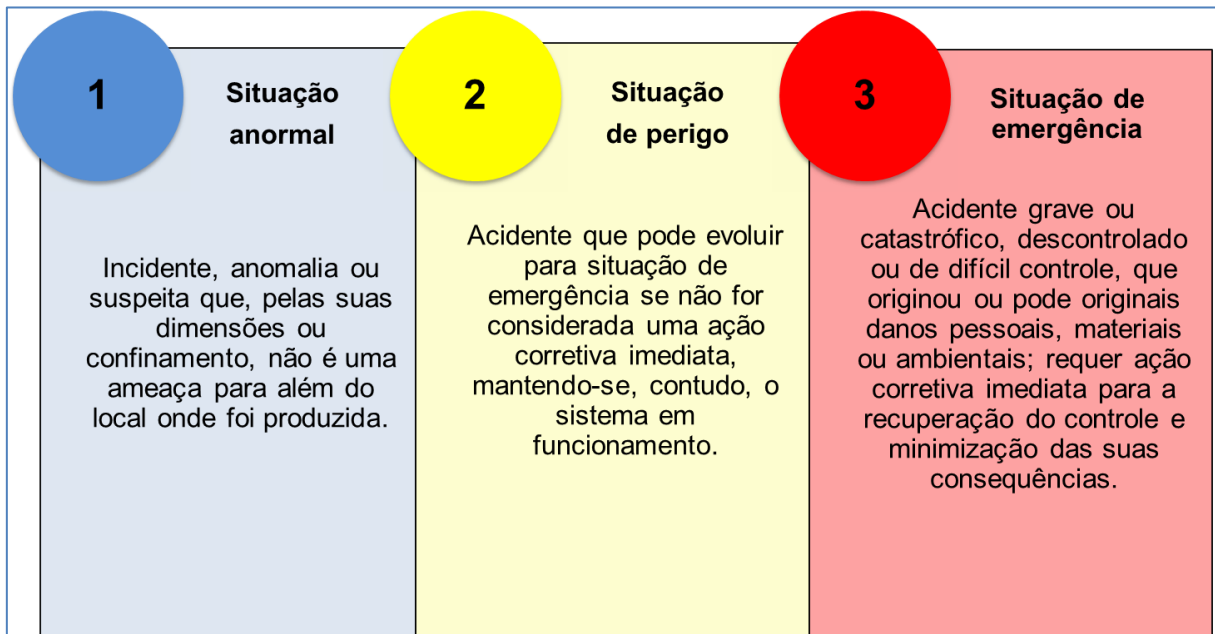 1
Situação
anormal
Incidente, anomalia ou
suspeita que, pelas suas
dimensões ou
confinamento, não é uma
ameaça para além do
local onde foi produzida.
2
Situação
de perigo
Acidente que pode evoluir
para situação de
emergência se não for
considerada uma ação
corretiva imediata,
mantendo-se, contudo, o
sistema em
funcionamento.
3
Situação de
emergência
Acidente grave ou
catastrófico, descontrolado
ou de difícil controle, que
originou ou pode originais
danos pessoais, materiais
ou ambientais; requer ação
corretiva imediata para a
recuperação do controle e
minimização das suas
consequências.